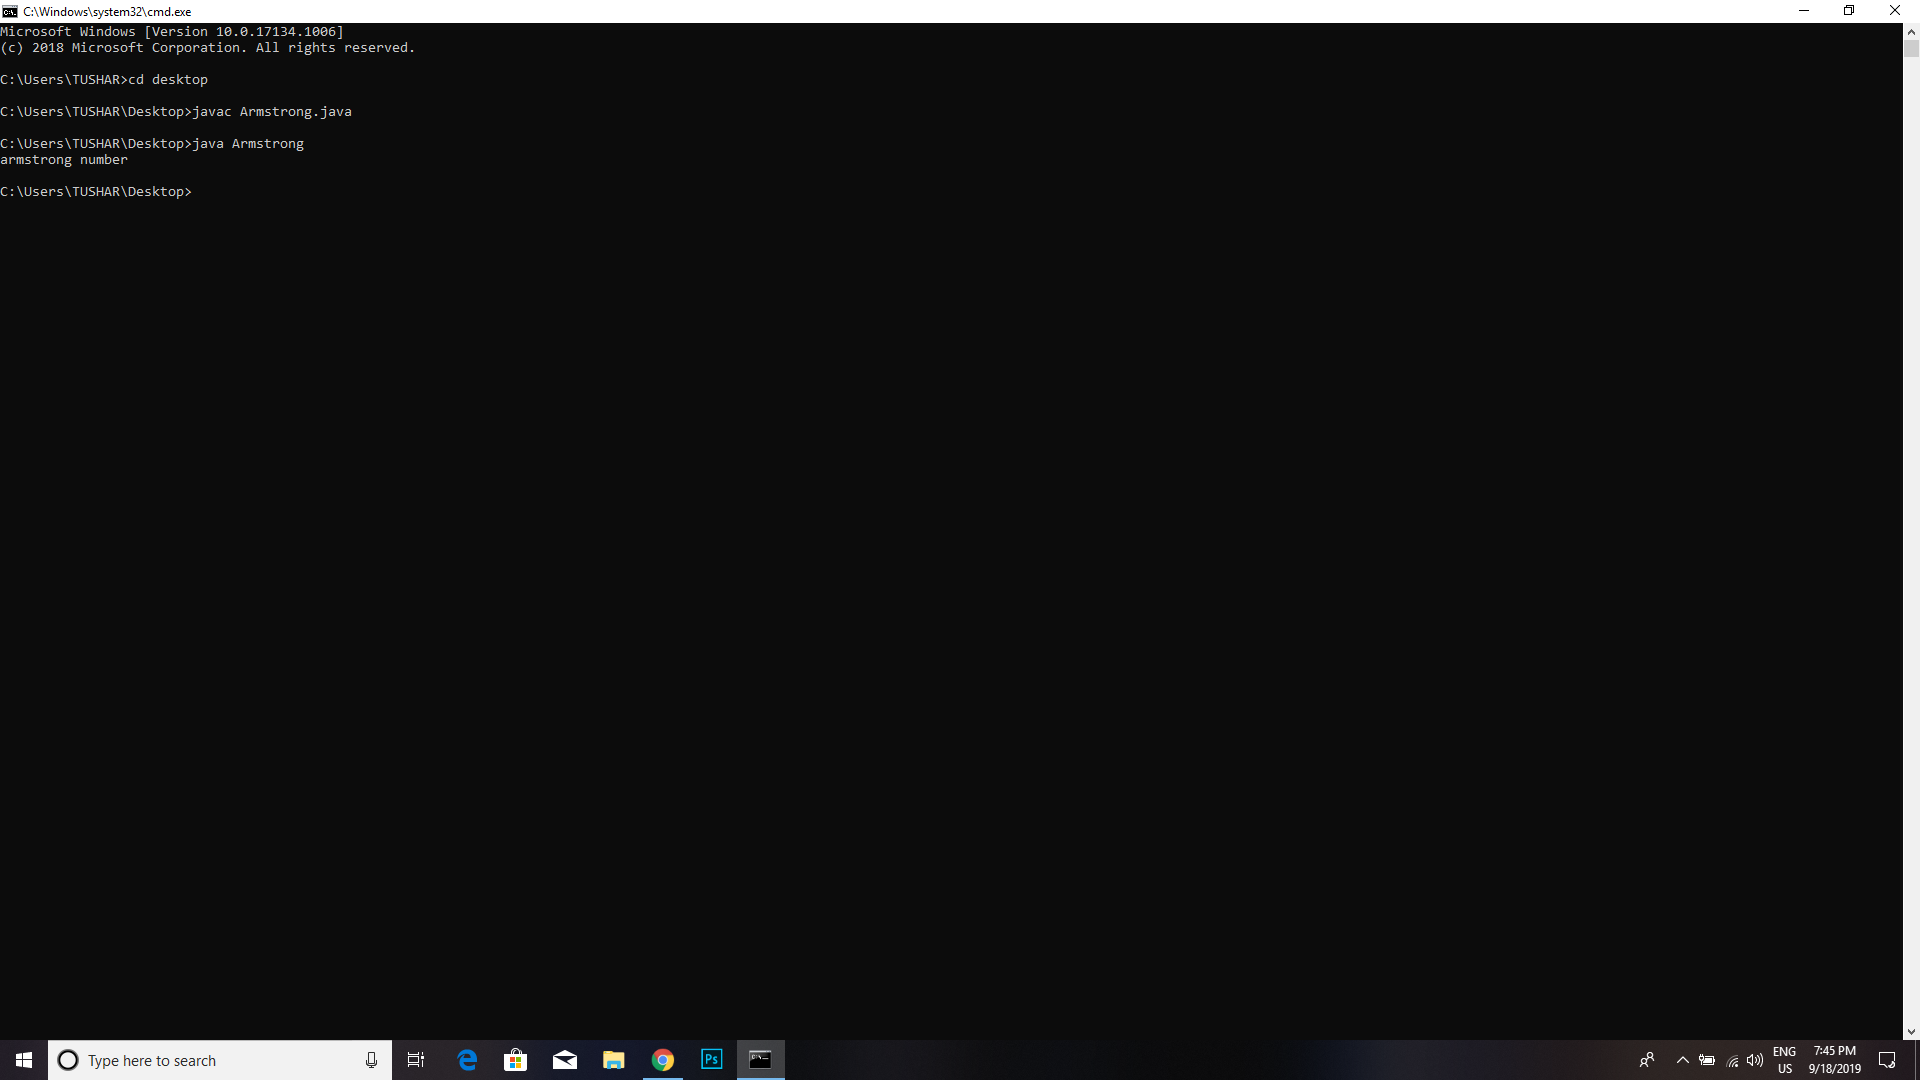 C:\Windows\system32\cmd.exe
Microsoft Windows [Version 10.0.17134.1006]
(c) 2018 Microsoft Corporation. All rights reserved.
C:\Users\TUSHAR>cd desktop
C:\Users\TUSHAR\Desktop>javac Armstrong.java
C:\Users\TUSHAR\Desktop>java Armstrong
armstrong number
C:\Users\TUSHAR\Desktop>
Type here to search
Ps
ENG
US
7:45 PM
9/18/2019